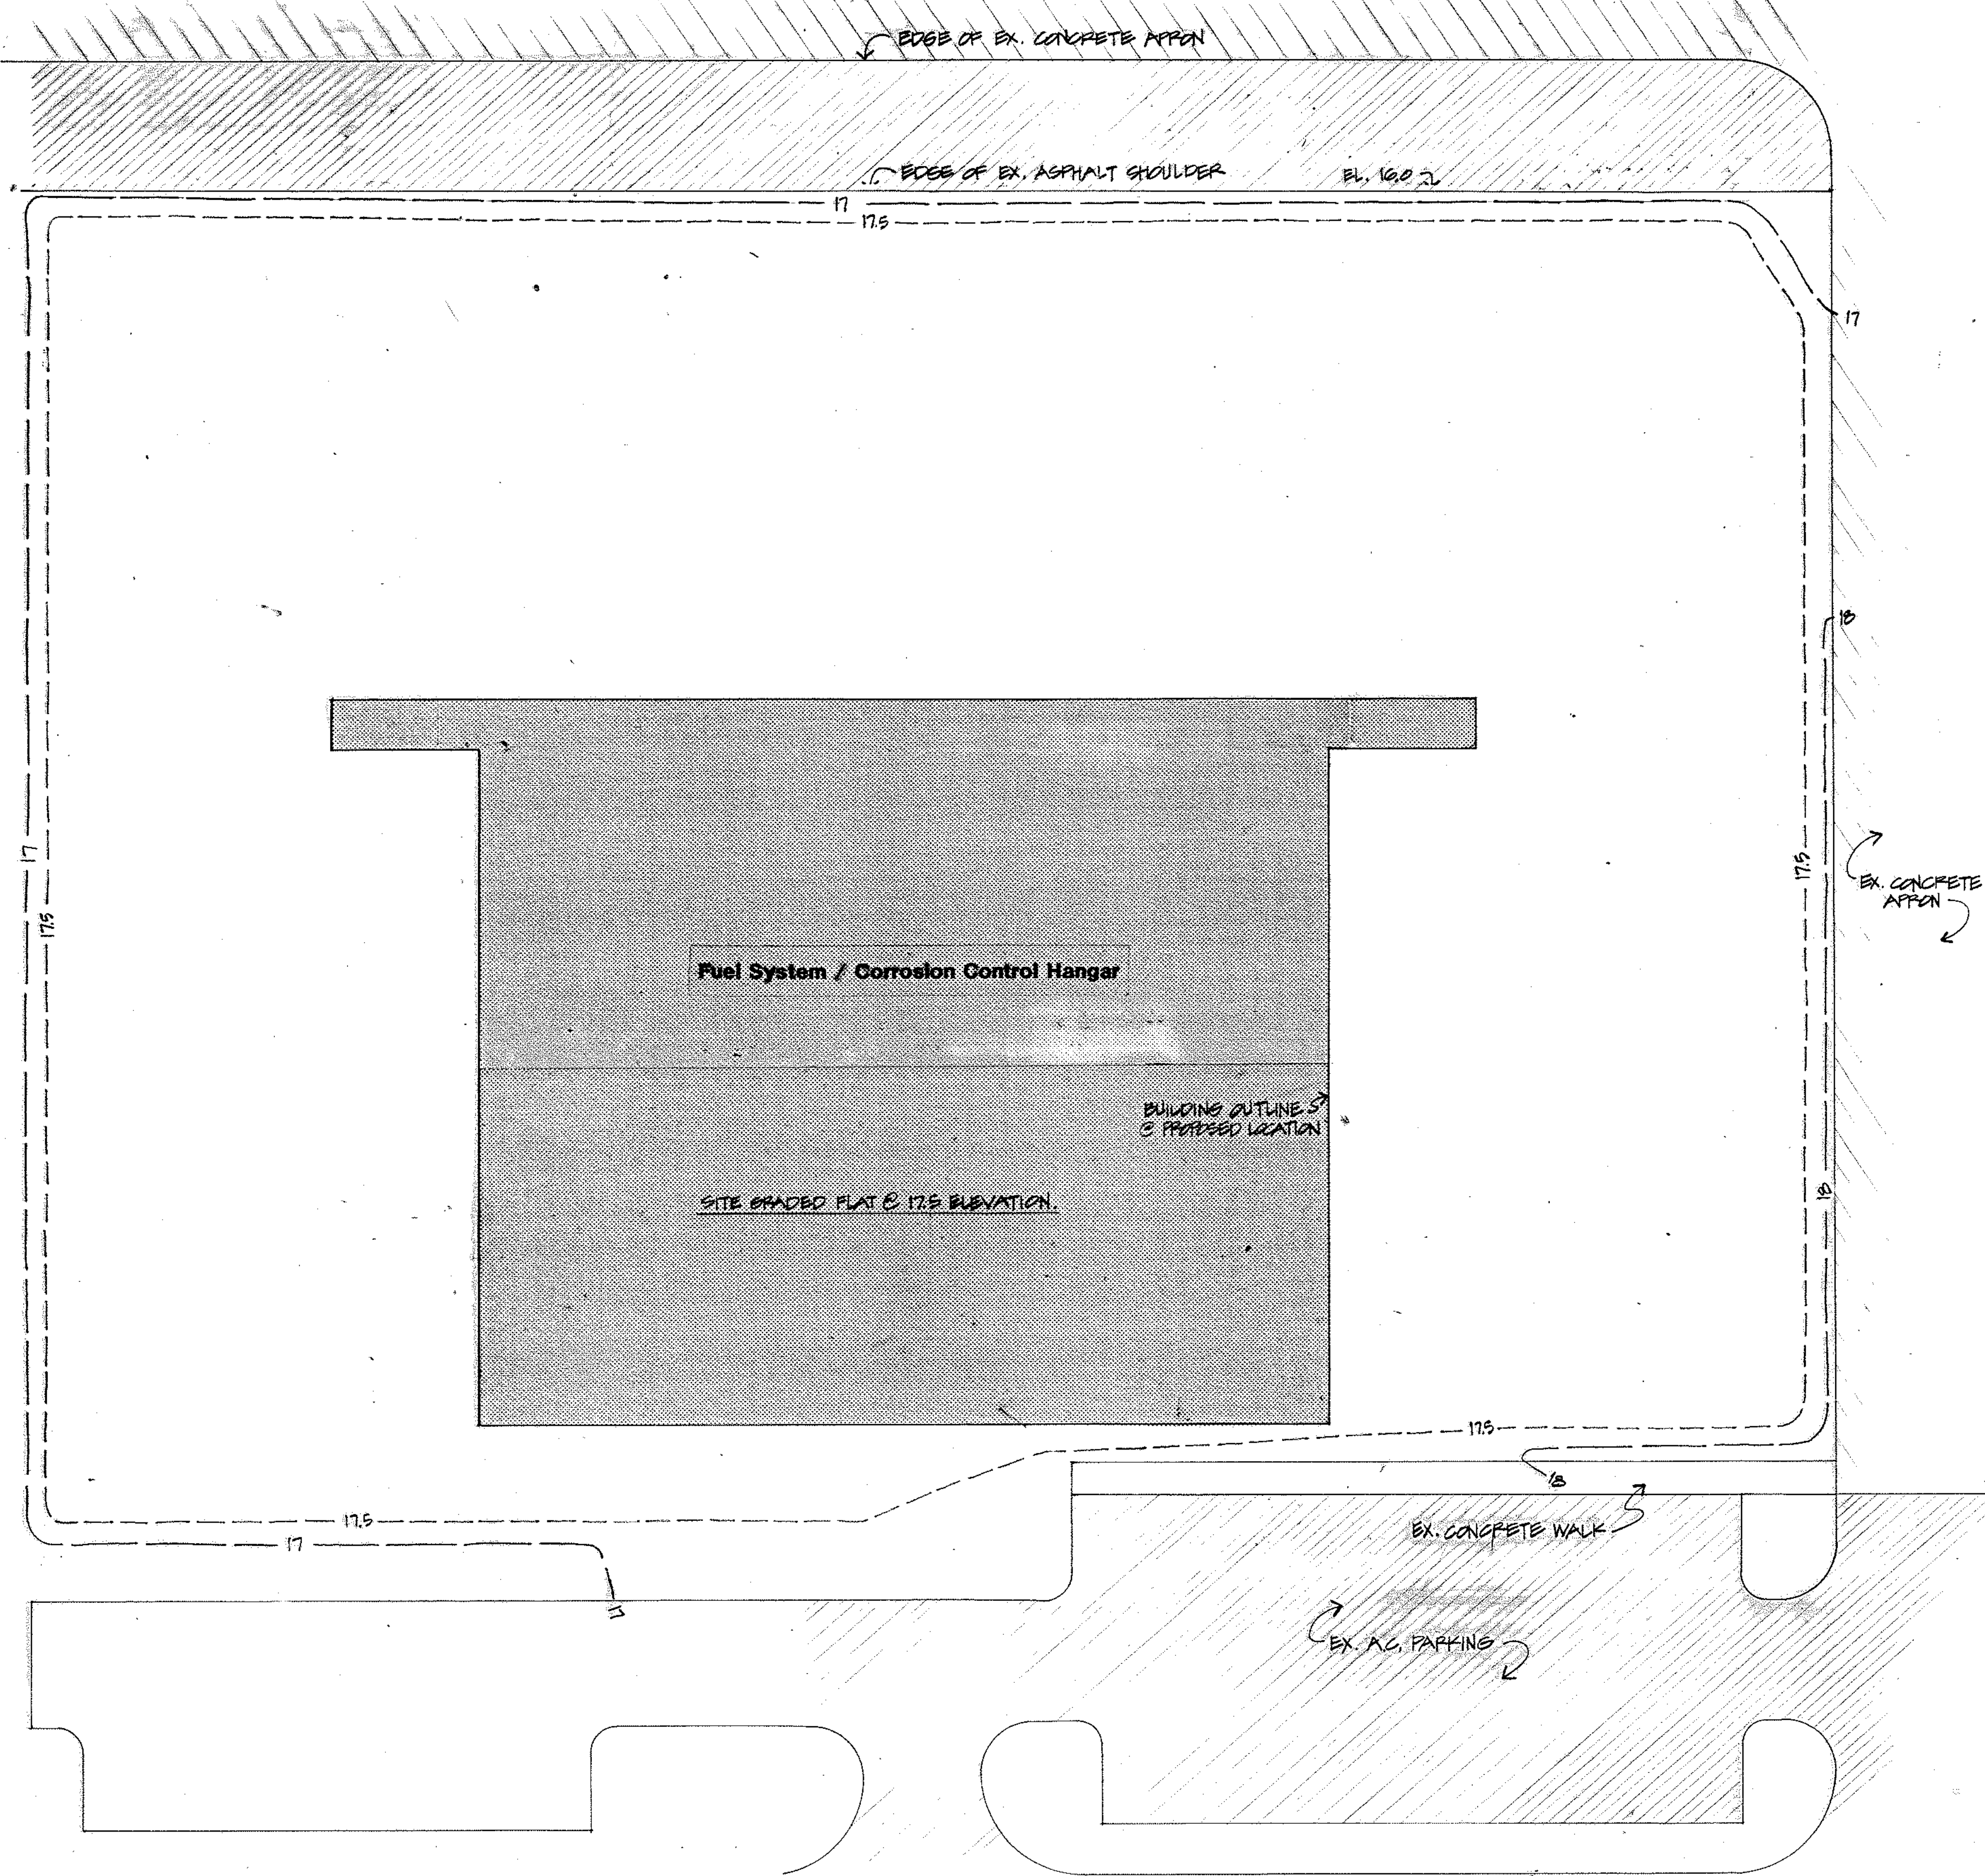 EDGE OF EX. CONCRETE APRON
EDGE OF EX. ASPHALT SHOULDER
EL. 16.0
17
17.5
17
18
17
17.5
17.5
EX. CONCRETE
APRON
Fuel System / Corrosion Control Hangar
BUILDING OUTLINE
@ PROPOSED LOCATION
SITE GRADED FLAT @ 17.5 ELEVATION.
18
17.5
18
17.5
17
EX. CONCRETE WALK
17
EX. A.C. PARKING